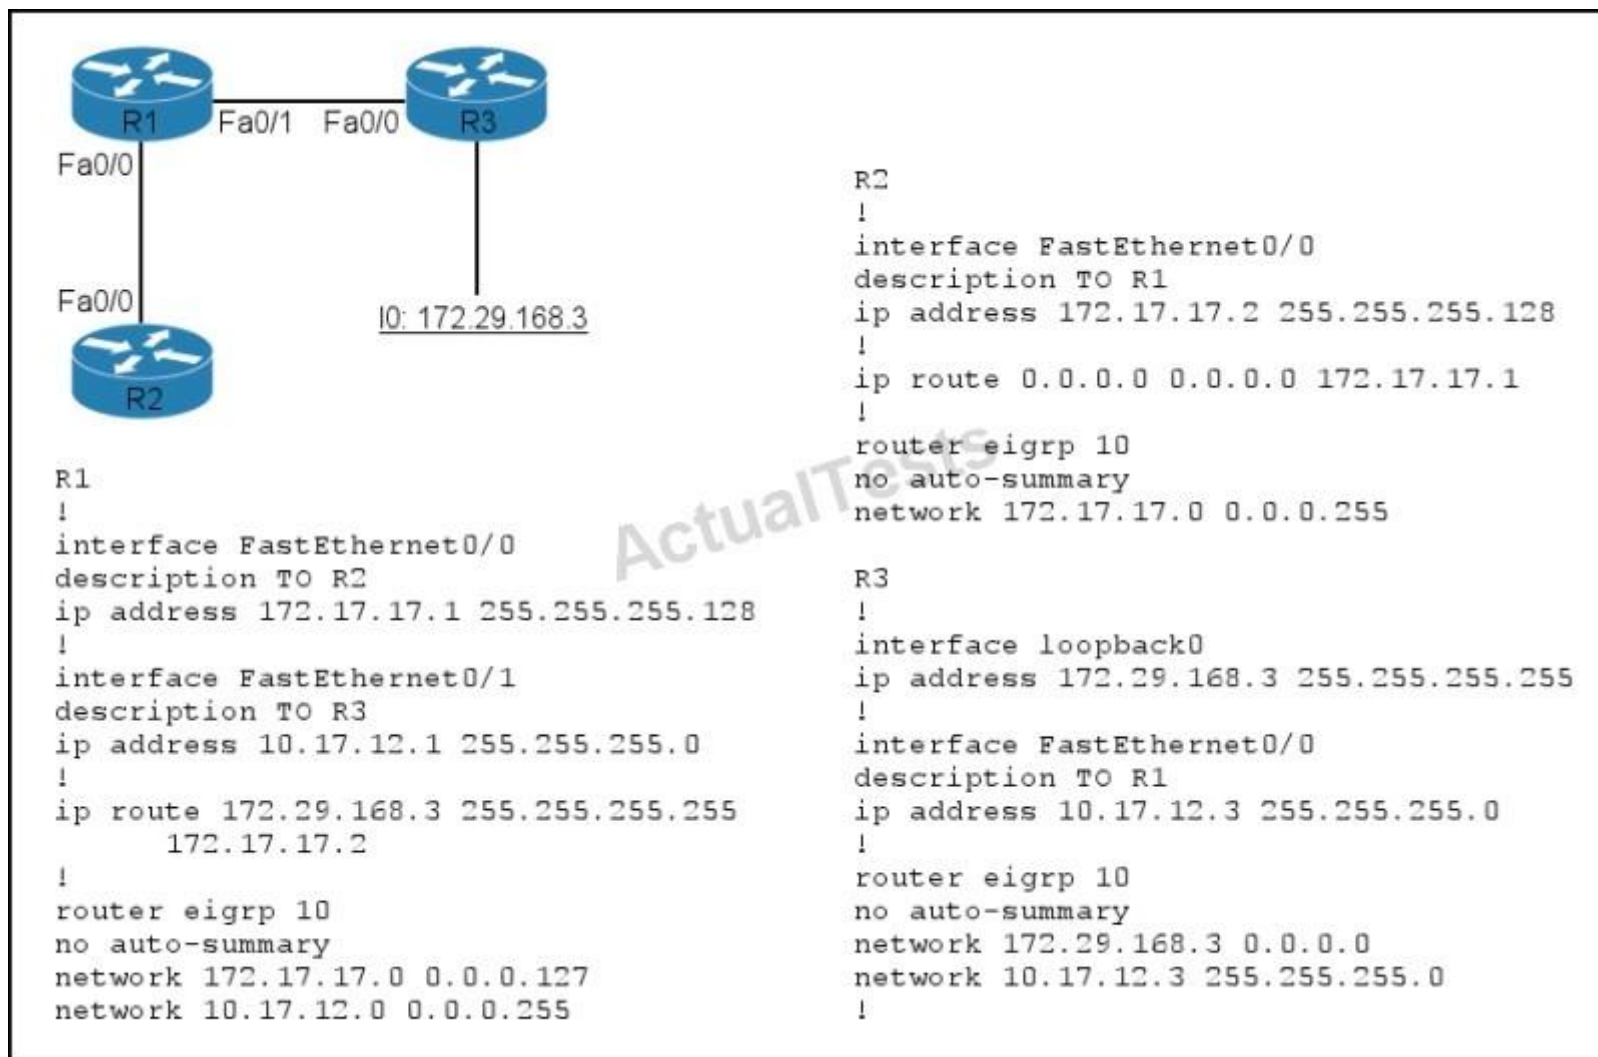 R1
Fa0/1
Fa0/0
R3
Fa0/0
Fa0/0
R2
l0: 172.29.168.3
R1
!
interface FastEthernet0/0
description TO R2
ip address 172.17.17.1 255.255.255.128
!
interface FastEthernet0/1
description TO R3
ip address 10.17.12.1 255.255.255.0
!
ip route 172.29.168.3 255.255.255.255
172.17.17.2
!
router eigrp 10
no auto-summary
network 172.17.17.0 0.0.0.127
network 10.17.12.0 0.0.0.255
R2
!
interface FastEthernet0/0
description TO R1
ip address 172.17.17.2 255.255.255.128
!
ip route 0.0.0.0 0.0.0.0 172.17.17.1
!
router eigrp 10
no auto-summary
network 172.17.17.0 0.0.0.255
R3
!
interface loopback0
ip address 172.29.168.3 255.255.255.255
!
interface FastEthernet0/0
description TO R1
ip address 10.17.12.3 255.255.255.0
!
router eigrp 10
no auto-summary
network 172.29.168.3 0.0.0.0
network 10.17.12.3 255.255.255.0
!
ActualTests